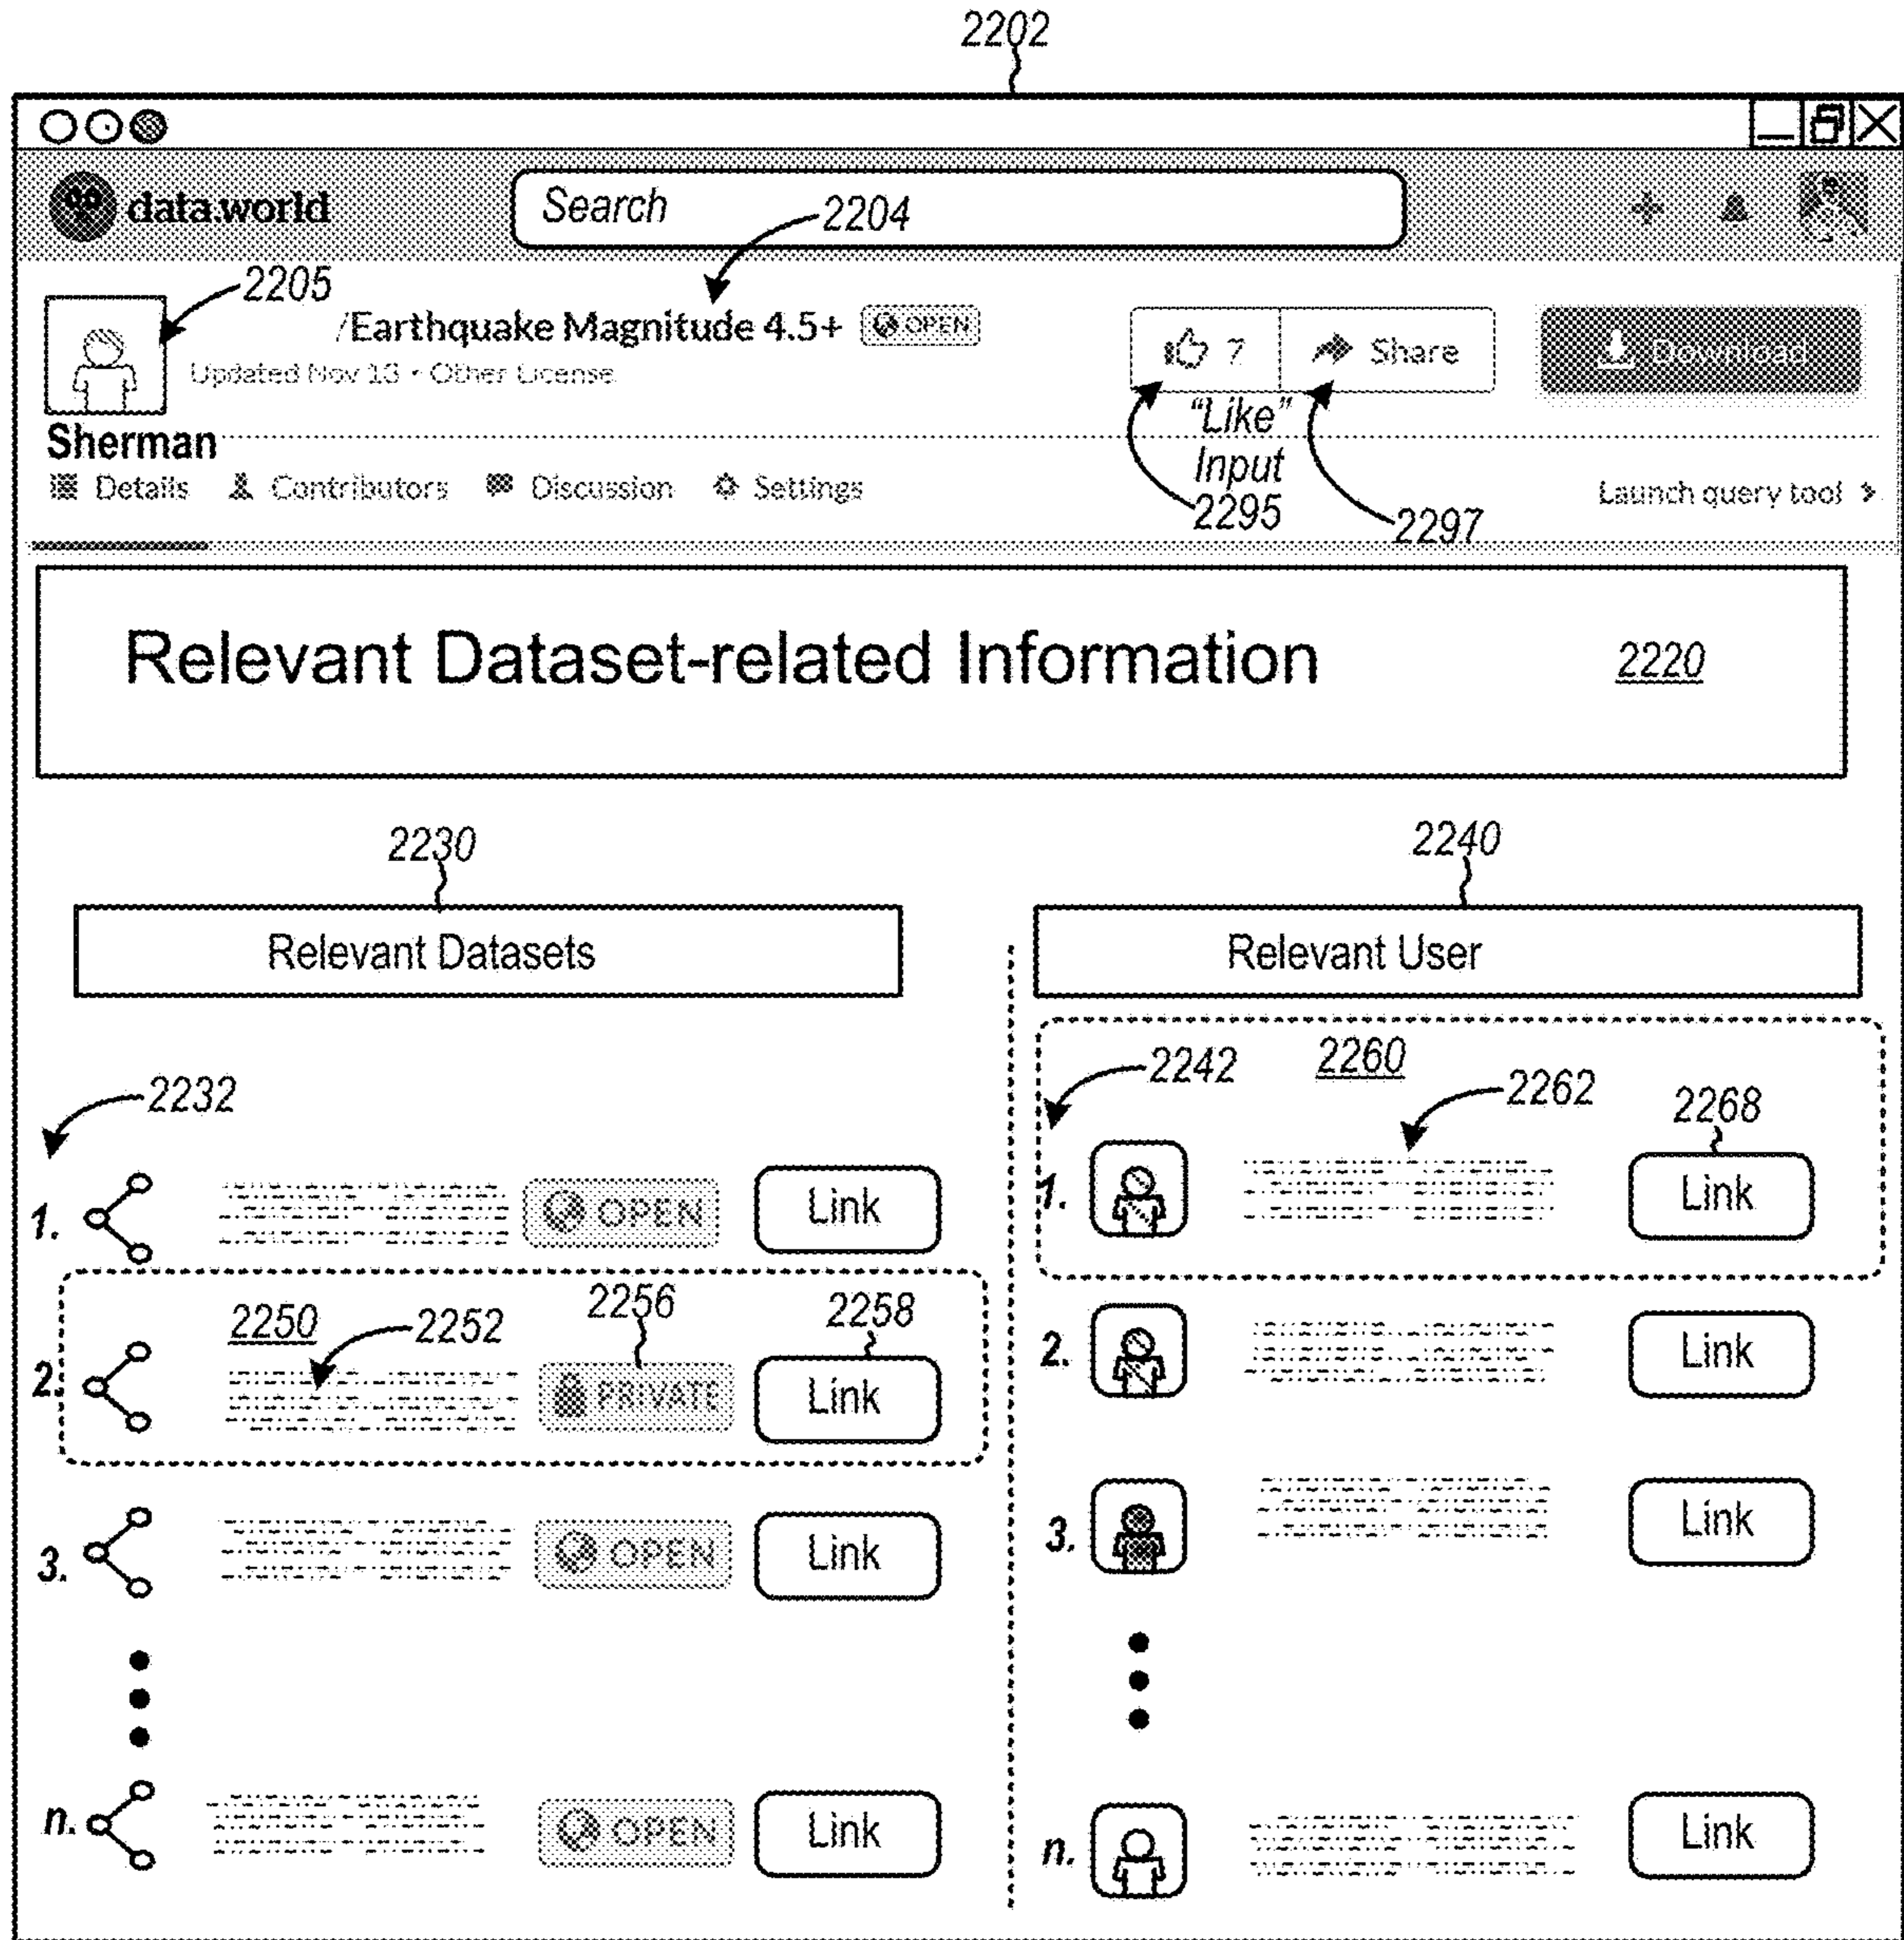 2202
data.world
Search
2204
2205
/Earthquake Magnitude 4.5+ OPEN
7 Share Download
Updated Nov 13 • Other License
Sherman
"Like"
Input
2295
2297
Details Contributors Discussion Settings
Launch query tool >
Relevant Dataset-related Information 2220
2230
2240
Relevant Datasets
Relevant User
2232
2242
2260
2262
2268
1. OPEN Link
1. Link
2250
2252
2256
2258
2. PRIVATE Link
2. Link
3. OPEN Link
3. Link
n. OPEN Link
n. Link